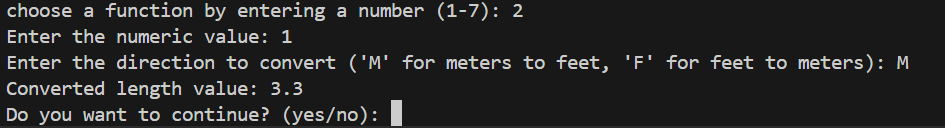 choose a function by entering a number (1-7): 2
Enter the numeric value: 1
Enter the direction to convert ('M' for meters to feet, 'F' for feet to meters): M
Converted length value: 3.3
Do you want to continue? (yes/no):